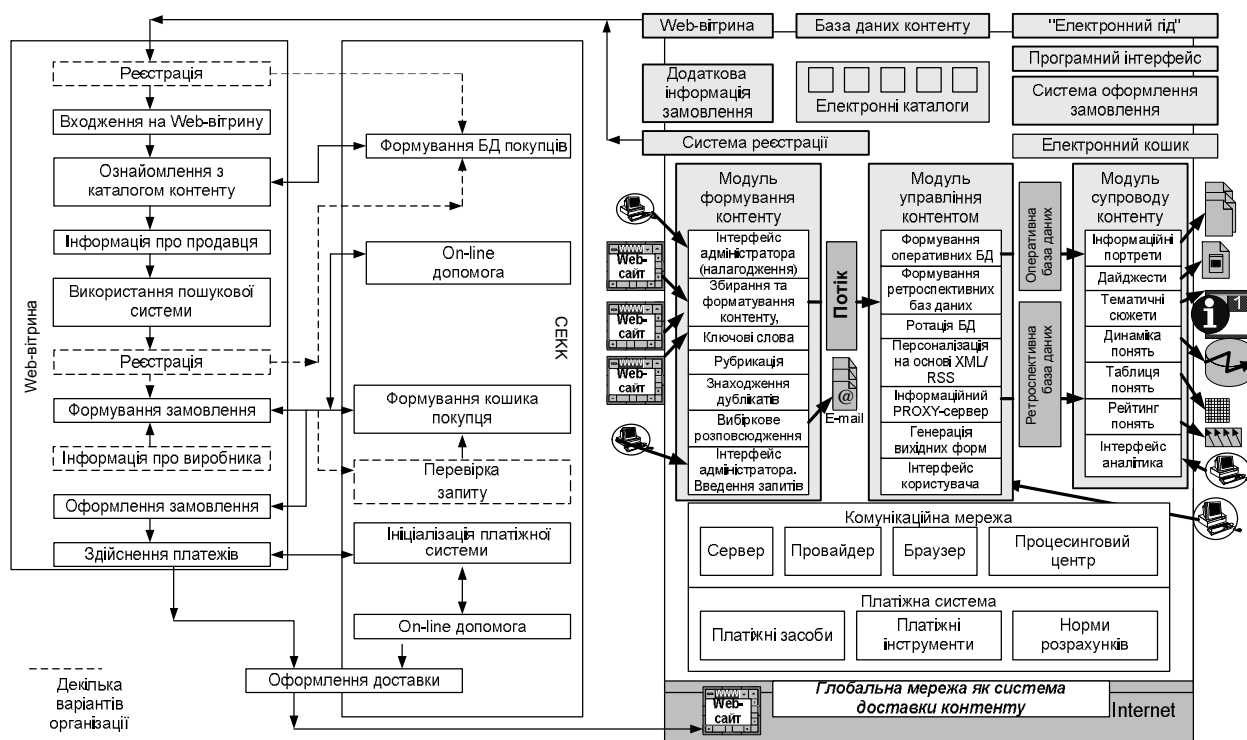 Web-вітрина
Реєстрація
Входження на Web-вітрину
Ознайомлення з
каталогом контенту
Інформація про продавця
Використання пошукової
системи
Реєстрація
Формування замовлення
Інформація про виробника
Оформлення замовлення
Здійснення платежів
Декілька
варіантів
організації
СЕКК
Формування БД покупців
On-line
допомога
Формування кошика
покупця
Перевірка
запиту
Ініціалізація платіжної
системи
On-line допомога
Оформлення доставки
Web-вітрина
База даних контенту
"Електронний гід"
Програмний інтерфейс
Додаткова
інформація
замовлення
Електронні каталоги
Система оформлення
замовлення
Система реєстрації
Електронний кошик
Модуль
формування
контенту
Інтерфейс
адміністратора
(налагодження)
Збирання та
форматування
контенту,
Ключові слова
Рубрикація
Знаходження
дублікатів
Вибіркове
розповсюдження
Інтерфейс
адміністратора.
Введення запитів
WWW
Web-
сайт
WWW
Web-
сайт
WWW
Web-
сайт
Потік
@
E-mail
Модуль
управління
контентом
Формування
оперативних БД
Формування
ретроспективних
баз даних
Ротація БД
Персоналізація
на основі XML/
RSS
Інформаційний
PROXY-сервер
Генерація
вихідних форм
Інтерфейс
користувача
Оперативна
база даних
Ретроспективна
база даних
Модуль
супроводу
контенту
Інформаційні
портрети
Дайджести
Тематичні
сюжети
Динаміка
понять
Таблиця
понять
Рейтинг
понять
Інтерфейс
аналітика
i
1
Комунікаційна мережа
Сервер
Провайдер
Браузер
Процесинговий
центр
Платіжна система
Платіжні засоби
Платіжні
інструменти
Норми
розрахунків
WWW
Web-
сайт
Глобальна мережа як система
доставки контенту
Internet